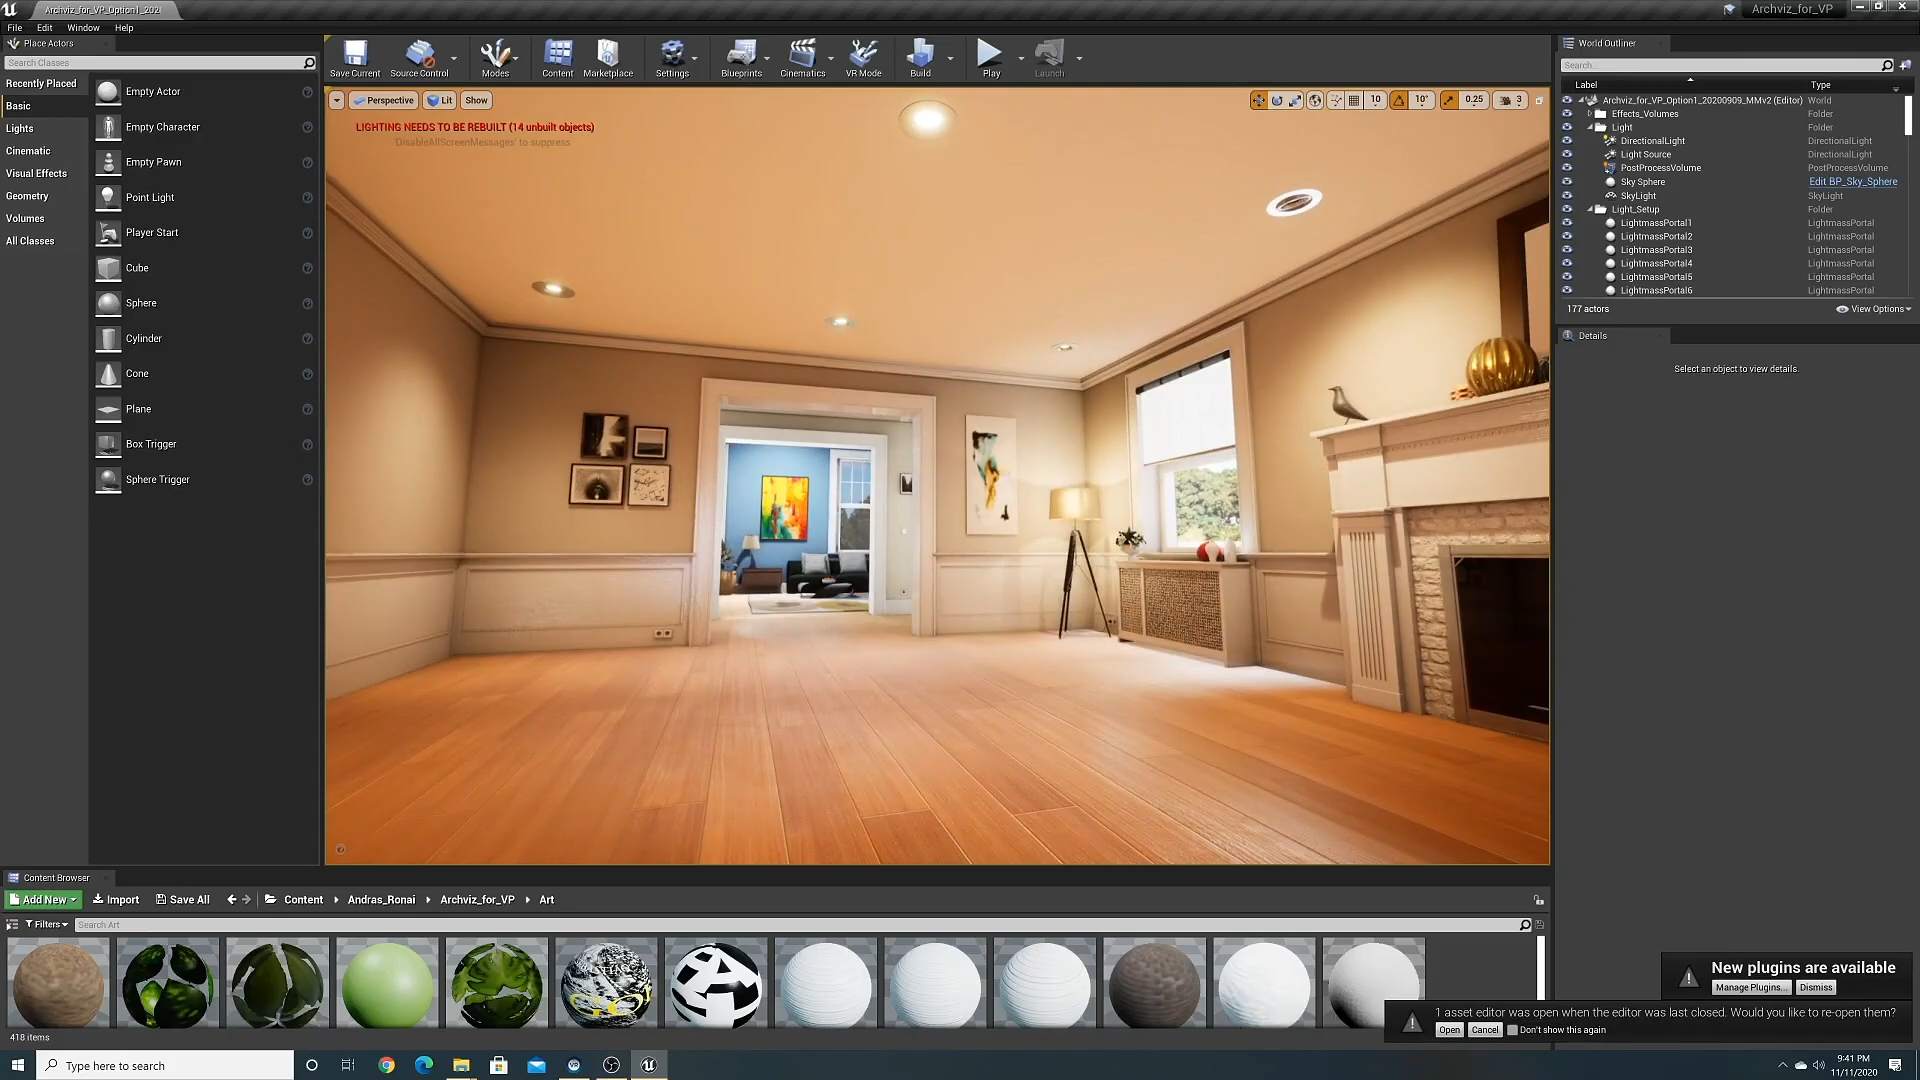 Archviz_for_VP_Option1_202
Archviz_for_VP
File Edit Window Help
Place Actors
Search Classes
Recently Placed
Basic
Lights
Cinematic
Visual Effects
Geometry
Volumes
All Classes
Empty Actor
Empty Character
Empty Pawn
Point Light
Player Start
Cube
Sphere
Cylinder
Cone
Plane
Box Trigger
Sphere Trigger
Save Current Source Control Modes Content Marketplace Settings Blueprints Cinematics VR Mode Build Play Launch
Perspective Lit Show
10 10° 0.25 3
LIGHTING NEEDS TO BE REBUILT (14 unbuilt objects)
'DisableAllScreenMessages' to suppress
World Outliner
Search...
Label Type
Archviz_for_VP_Option1_20200909_MMv2 (Editor) World
Effects_Volumes Folder
Light Folder
DirectionalLight DirectionalLight
Light Source DirectionalLight
PostProcessVolume PostProcessVolume
Sky Sphere Edit BP_Sky_Sphere
SkyLight SkyLight
Light_Setup Folder
LightmassPortal1 LightmassPortal
LightmassPortal2 LightmassPortal
LightmassPortal3 LightmassPortal
LightmassPortal4 LightmassPortal
LightmassPortal5 LightmassPortal
LightmassPortal6 LightmassPortal
177 actors View Options
Details
Select an object to view details.
Content Browser
Add New Import Save All Content Andras_Ronai Archviz_for_VP Art
Filters Search Art
418 items
New plugins are available
Manage Plugins... Dismiss
1 asset editor was open when the editor was last closed. Would you like to re-open them?
Open Cancel Don't show this again
Type here to search
9:41 PM
11/11/2020